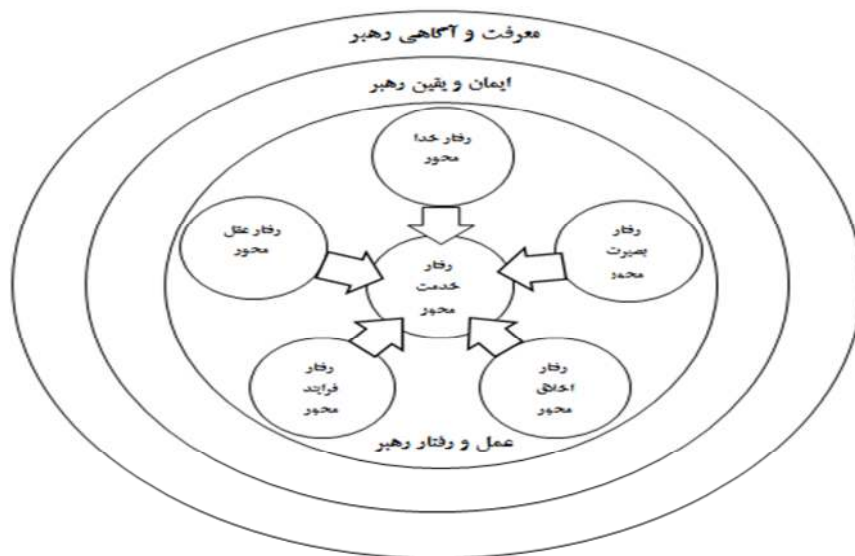 معرفت و آگاهی رهبر
ایمان و یقین رهبر
رفتار خدا
محور
رفتار
بصیرت
محور
رفتار عقل
محور
رفتار
خدمت
محور
رفتار
اخلاق
محور
رفتار
فرایند
محور
عمل و رفتار رهبر